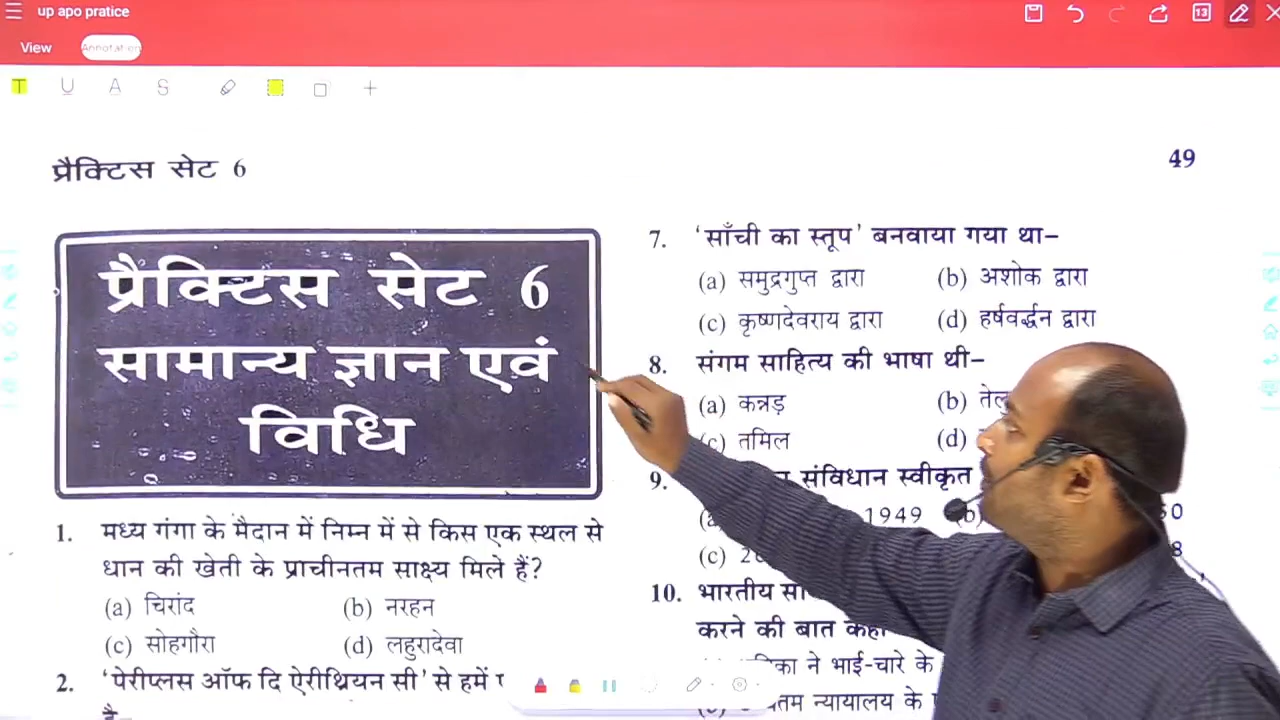 up apo pratice
13
View
Annotation
T U A S
प्रैक्टिस सेट 6
49
प्रैक्टिस सेट 6
सामान्य ज्ञान एवं
विधि
1. मध्य गंगा के मैदान में निम्न में से किस एक स्थल से
धान की खेती के प्राचीनतम साक्ष्य मिलें हैं?
(a) चिरांद (b) नरहन
(c) सोहगौरा (d) लहुरादेवा
2. 'पेरीप्लस ऑफ दि ऐरीथ्रियन सी' से हमें
है–
7. 'साँची का स्तूप' बनवाया गया था–
(a) समुद्रगुप्त द्वारा (b) अशोक द्वारा
(c) कृष्णदेवराय द्वारा (d) हर्षवर्द्धन द्वारा
8. संगम साहित्य की भाषा थी–
(a) कन्नड़ (b)
(c) तमिल (d)
9. संविधान स्वीकृत
1949 (b)
(c)
10. भारतीय
करने की बात
ने भाई-चारे के
न्यायालय के